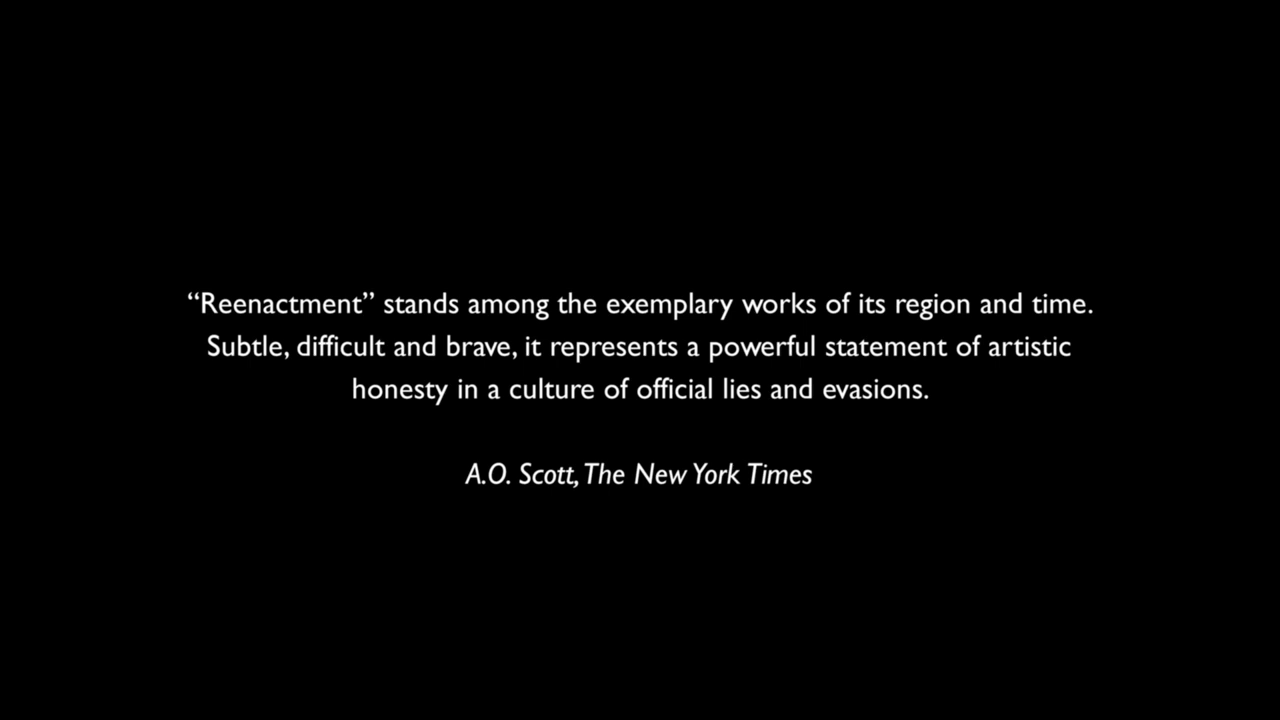 “Reenactment” stands among the exemplary works of its region and time.
Subtle, difficult and brave, it represents a powerful statement of artistic
honesty in a culture of official lies and evasions.
A.O. Scott, The New York Times